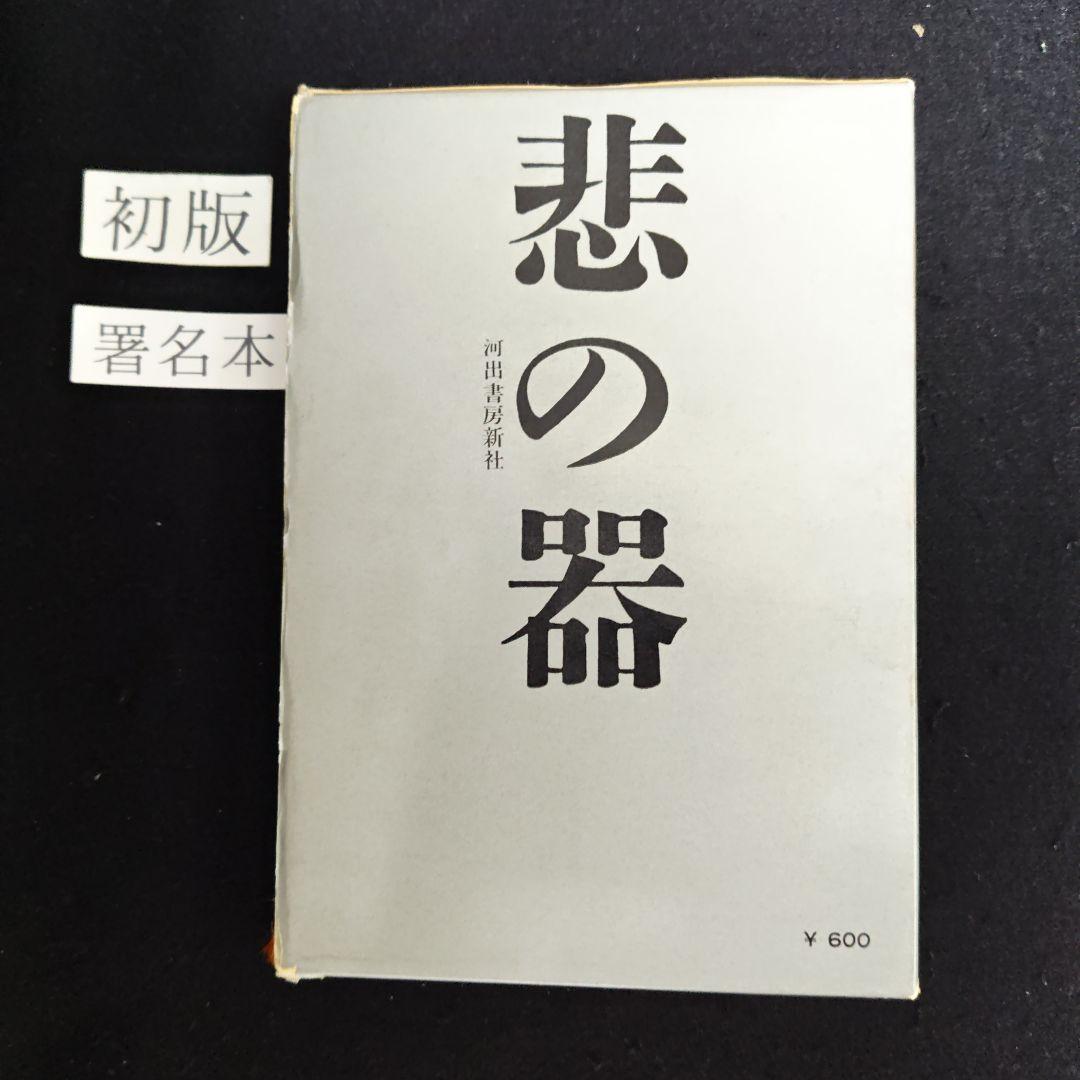 初版
署名本
悲の器
河出書房新社
¥ 600